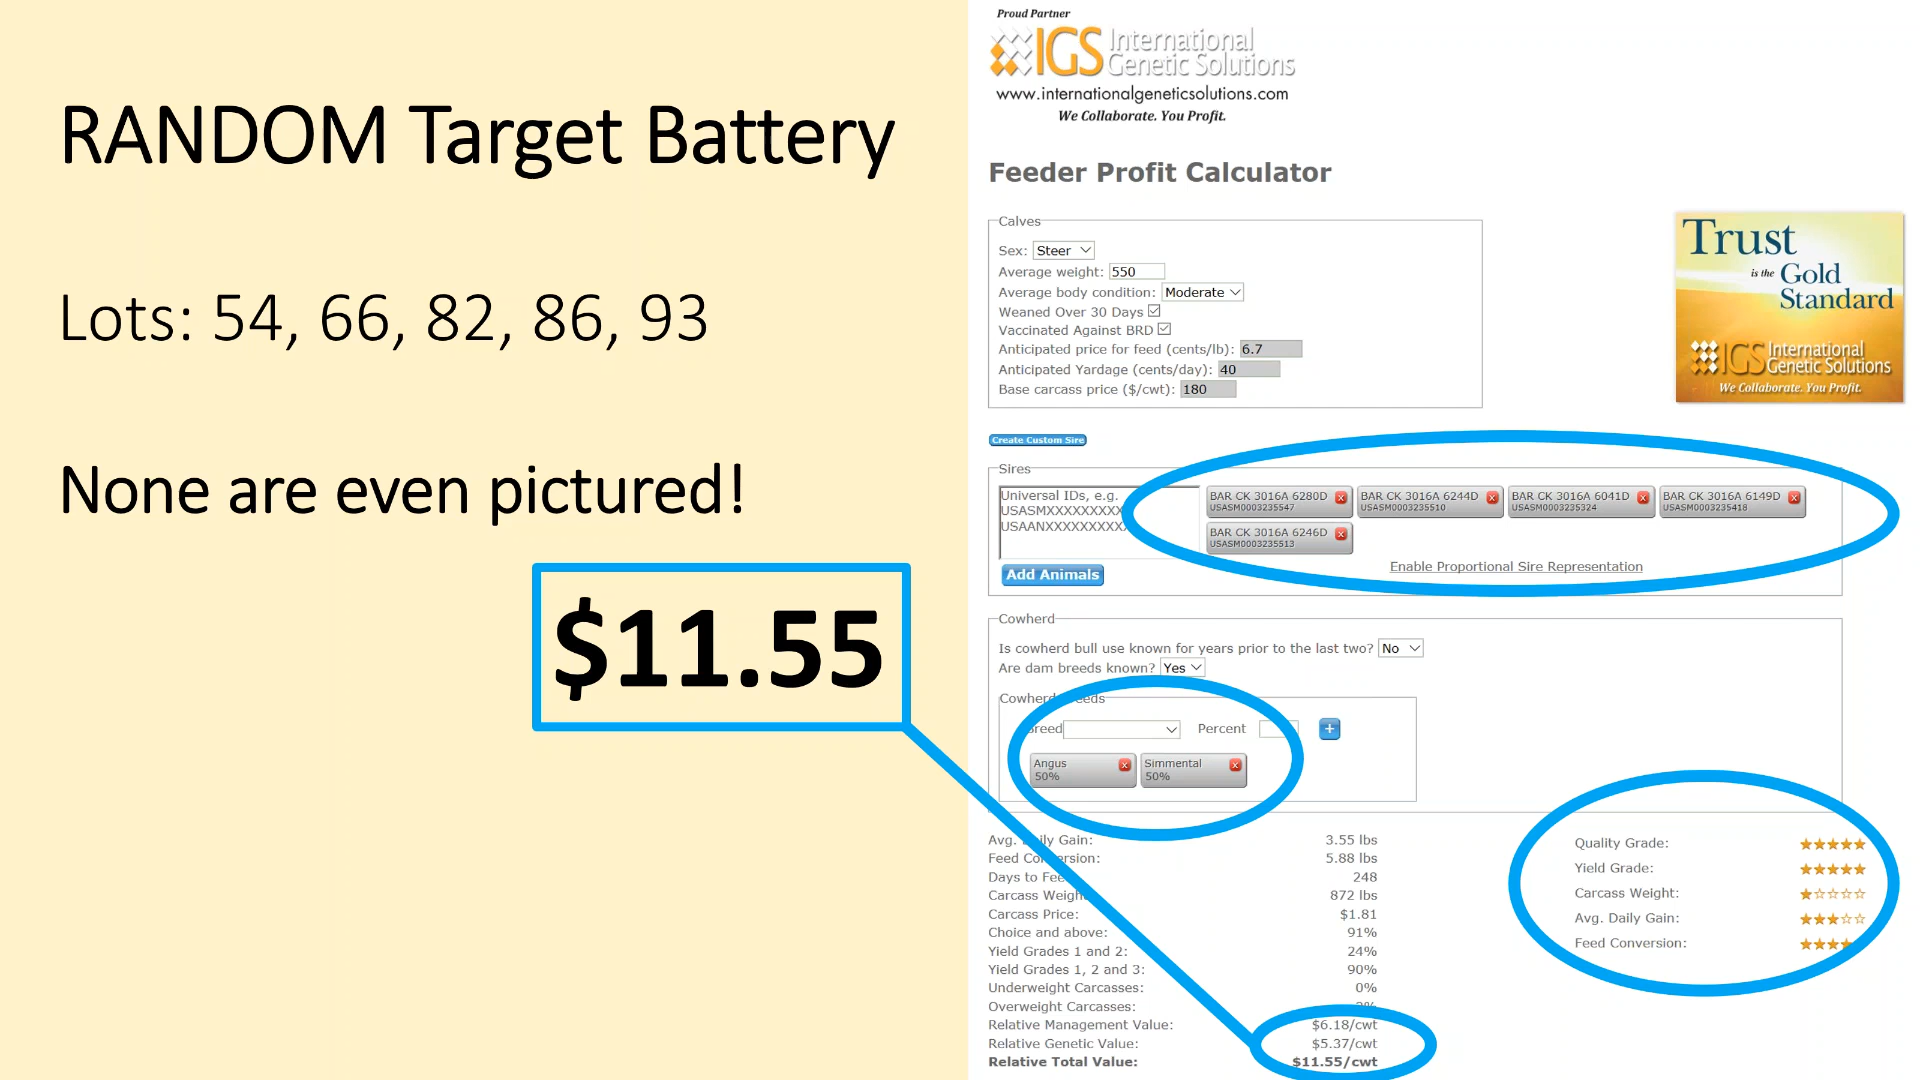 RANDOM Target Battery
Lots: 54, 66, 82, 86, 93
None are even pictured!
$11.55
Proud Partner
IGS International
Genetic Solutions
www.internationalgeneticsolutions.com
We Collaborate. You Profit.
Feeder Profit Calculator
Calves
Sex: Steer
Average weight: 550
Average body condition: Moderate
Weaned Over 30 Days
Vaccinated Against BRD
Anticipated price for feed (cents/lb): 6.7
Anticipated Yardage (cents/day): 40
Base carcass price ($/cwt): 180
Trust
is the Gold
Standard
IGS International
Genetic Solutions
We Collaborate. You Profit.
Create Custom Sire
Sires
Universal IDs, e.g.
USASMXXXXXXXXX
USAANXXXXXXXXX
Add Animals
BAR CK 3016A 6280D
USASM0003235547
BAR CK 3016A 6244D
USASM0003235510
BAR CK 3016A 6041D
USASM0003235324
BAR CK 3016A 6149D
USASM0003235418
BAR CK 3016A 6246D
USASM0003235513
Enable Proportional Sire Representation
Cowherd
Is cowherd bull use known for years prior to the last two? No
Are dam breeds known? Yes
Cowherd
Percent
Angus
50%
Simmental
50%
Avg. Daily Gain: 3.55 lbs
Feed Conversion: 5.88 lbs
Days to 248
Carcass Weight 872 lbs
Carcass Price: $1.81
Choice and above: 91%
Yield Grades 1 and 2: 24%
Yield Grades 1, 2 and 3: 90%
Underweight Carcasses: 0%
Overweight Carcasses:
Relative Management Value: $6.18/cwt
Relative Genetic Value: $5.37/cwt
Relative Total Value: $11.55/cwt
Quality Grade:
Yield Grade:
Carcass Weight:
Avg. Daily Gain:
Feed Conversion: